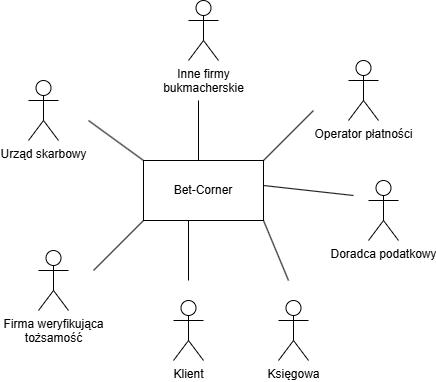 Inne firmy
bukmacherskie
Operator płatności
Urząd skarbowy
Bet-Corner
Doradca podatkowy
Firma weryfikująca
tożsamość
Klient
Księgowa